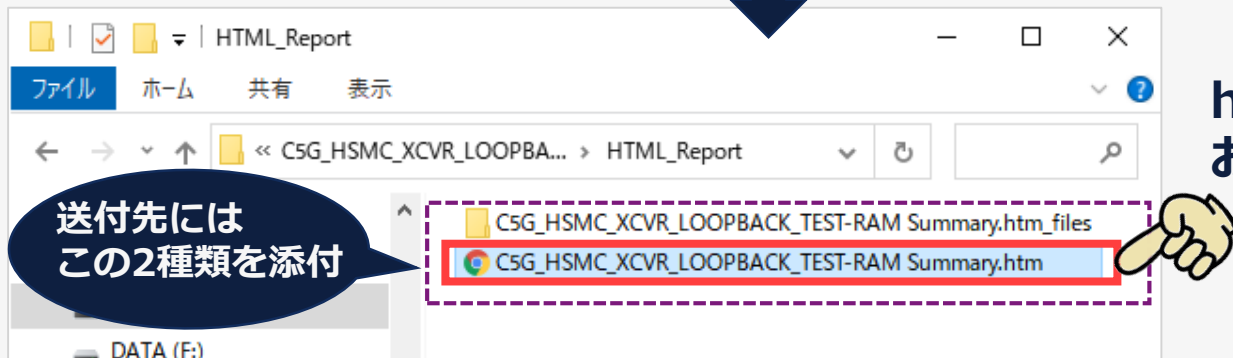 HTML_Report
ファイル ホーム 共有 表示
« C5G_HSMC_XCVR_LOOPBA... > HTML_Report
送付先には
この2種類を添付
C5G_HSMC_XCVR_LOOPBACK_TEST-RAM Summary.htm_files
C5G_HSMC_XCVR_LOOPBACK_TEST-RAM Summary.htm
DATA (F:)